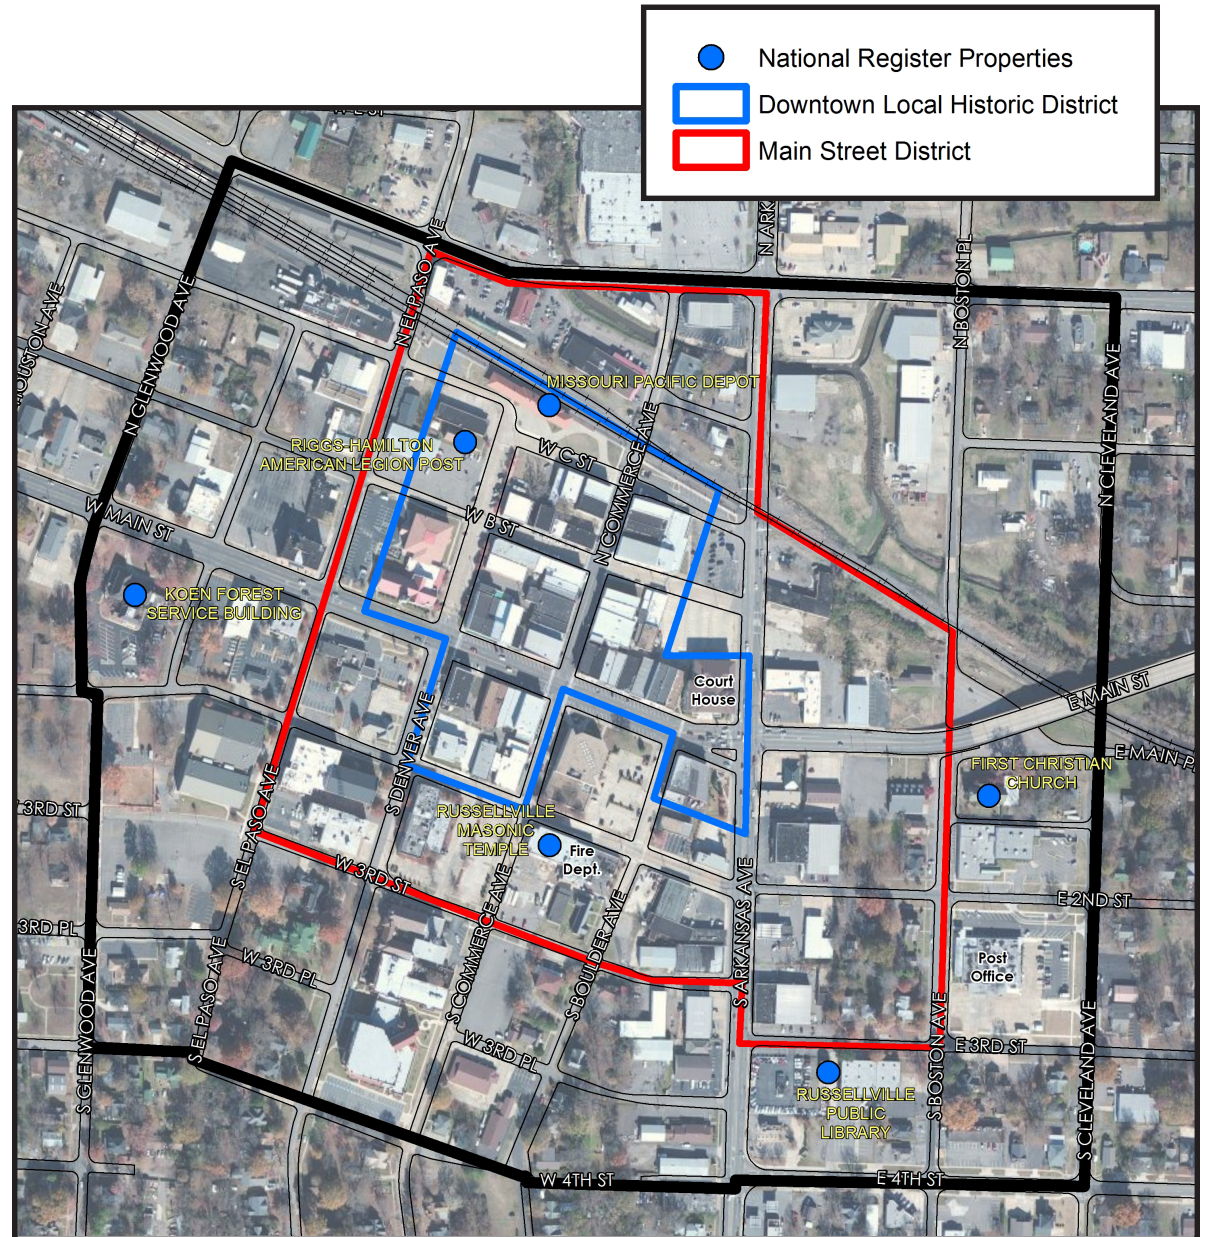 National Register Properties
Downtown Local Historic District
Main Street District
N ARK
N BOSTON PL
N EL PASO AVE
N GLENWOOD AVE
HOUSTON AVE
N CLEVELAND AVE
MISSOURI PACIFIC DEPOT
RIGGS-HAMILTON
AMERICAN LEGION POST
W C ST
N COMMERCE AVE
W B ST
W MAIN ST
KOEN FOREST
SERVICE BUILDING
Court
House
E MAIN ST
E MAIN P
FIRST CHRISTIAN
CHURCH
S DENVER AVE
S EL PASO AVE
3RD ST
RUSSELLVILLE
MASONIC
TEMPLE
Fire
Dept.
W 3RD ST
S COMMERCE AVE
S BOULDER AVE
S ARKANSAS AVE
E 2ND ST
3RD PL
W 3RD PL
S EL PASO AVE
S GLENWOOD AVE
Post
Office
S BOSTON AVE
E 3RD ST
S CLEVELAND AVE
W 3RD PL
RUSSELLVILLE
PUBLIC
LIBRARY
W 4TH ST
E 4TH ST